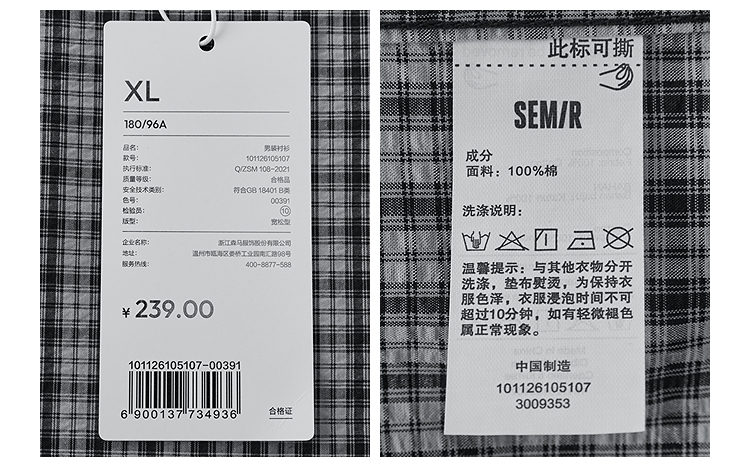 XL
180/96A
品名: 男装衬衫
款号: 101126105107
执行标准: Q/ZSM 108-2021
质量等级: 合格品
安全技术类别: 符合GB 18401 B类
色号: 00391
检验员: 10
版型: 宽松型
企业名称: 浙江森马服饰股份有限公司
地址: 温州市瓯海区娄桥工业园南汇路98号
服务热线: 400-8877-588
¥ 239.00
101126105107-00391
6 900137 734936
合格证
此标可撕
SEM/R
成分
面料：100%棉
洗涤说明：
温馨提示：与其他衣物分开
洗涤，垫布熨烫，为保持衣
服色泽，衣服浸泡时间不可
超过10分钟，如有轻微褪色
属正常现象。
中国制造
101126105107
3009353